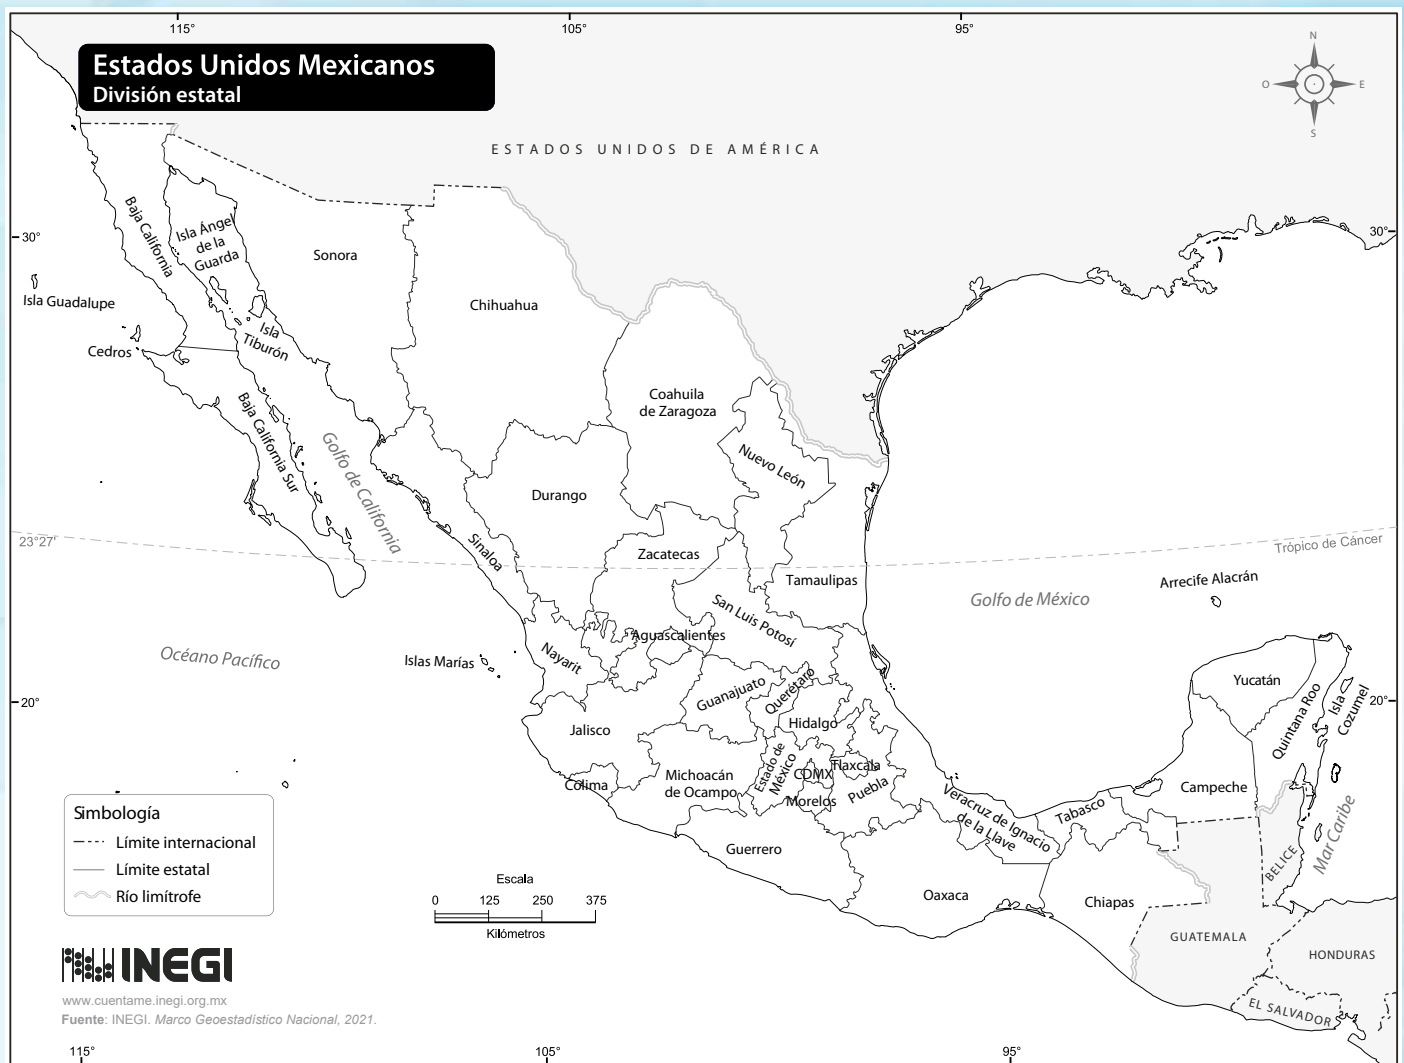 115°
105°
95°
Estados Unidos Mexicanos
División estatal
N
O
E
S
ESTADOS UNIDOS DE AMÉRICA
30°
30°
Baja California
Isla Ángel
de la
Guarda
Sonora
Chihuahua
Isla Guadalupe
Isla
Tiburón
Cedros
Coahuila
de Zaragoza
Baja California Sur
Golfo de California
Nuevo León
Durango
23°27'
Trópico de Cáncer
Sinaloa
Zacatecas
Tamaulipas
Arrecife Alacrán
Golfo de México
San Luis Potosí
Aguascalientes
Océano Pacífico
Islas Marías
Nayarit
Yucatán
Guanajuato
Querétaro
Quintana Roo
Isla
Cozumel
20°
20°
Jalisco
Hidalgo
Estado de
México
CDMX
Tlaxcala
Colima
Michoacán
de Ocampo
Morelos
Puebla
Veracruz de Ignacio
de la Llave
Tabasco
Campeche
Mar Caribe
Simbología
Límite internacional
Límite estatal
Río limítrofe
Guerrero
BELICE
Escala
0 125 250 375
Kilómetros
Oaxaca
Chiapas
GUATEMALA
HONDURAS
EL SALVADOR
INEGI
www.cuentame.inegi.org.mx
Fuente: INEGI. Marco Geoestadístico Nacional, 2021.
115°
105°
95°